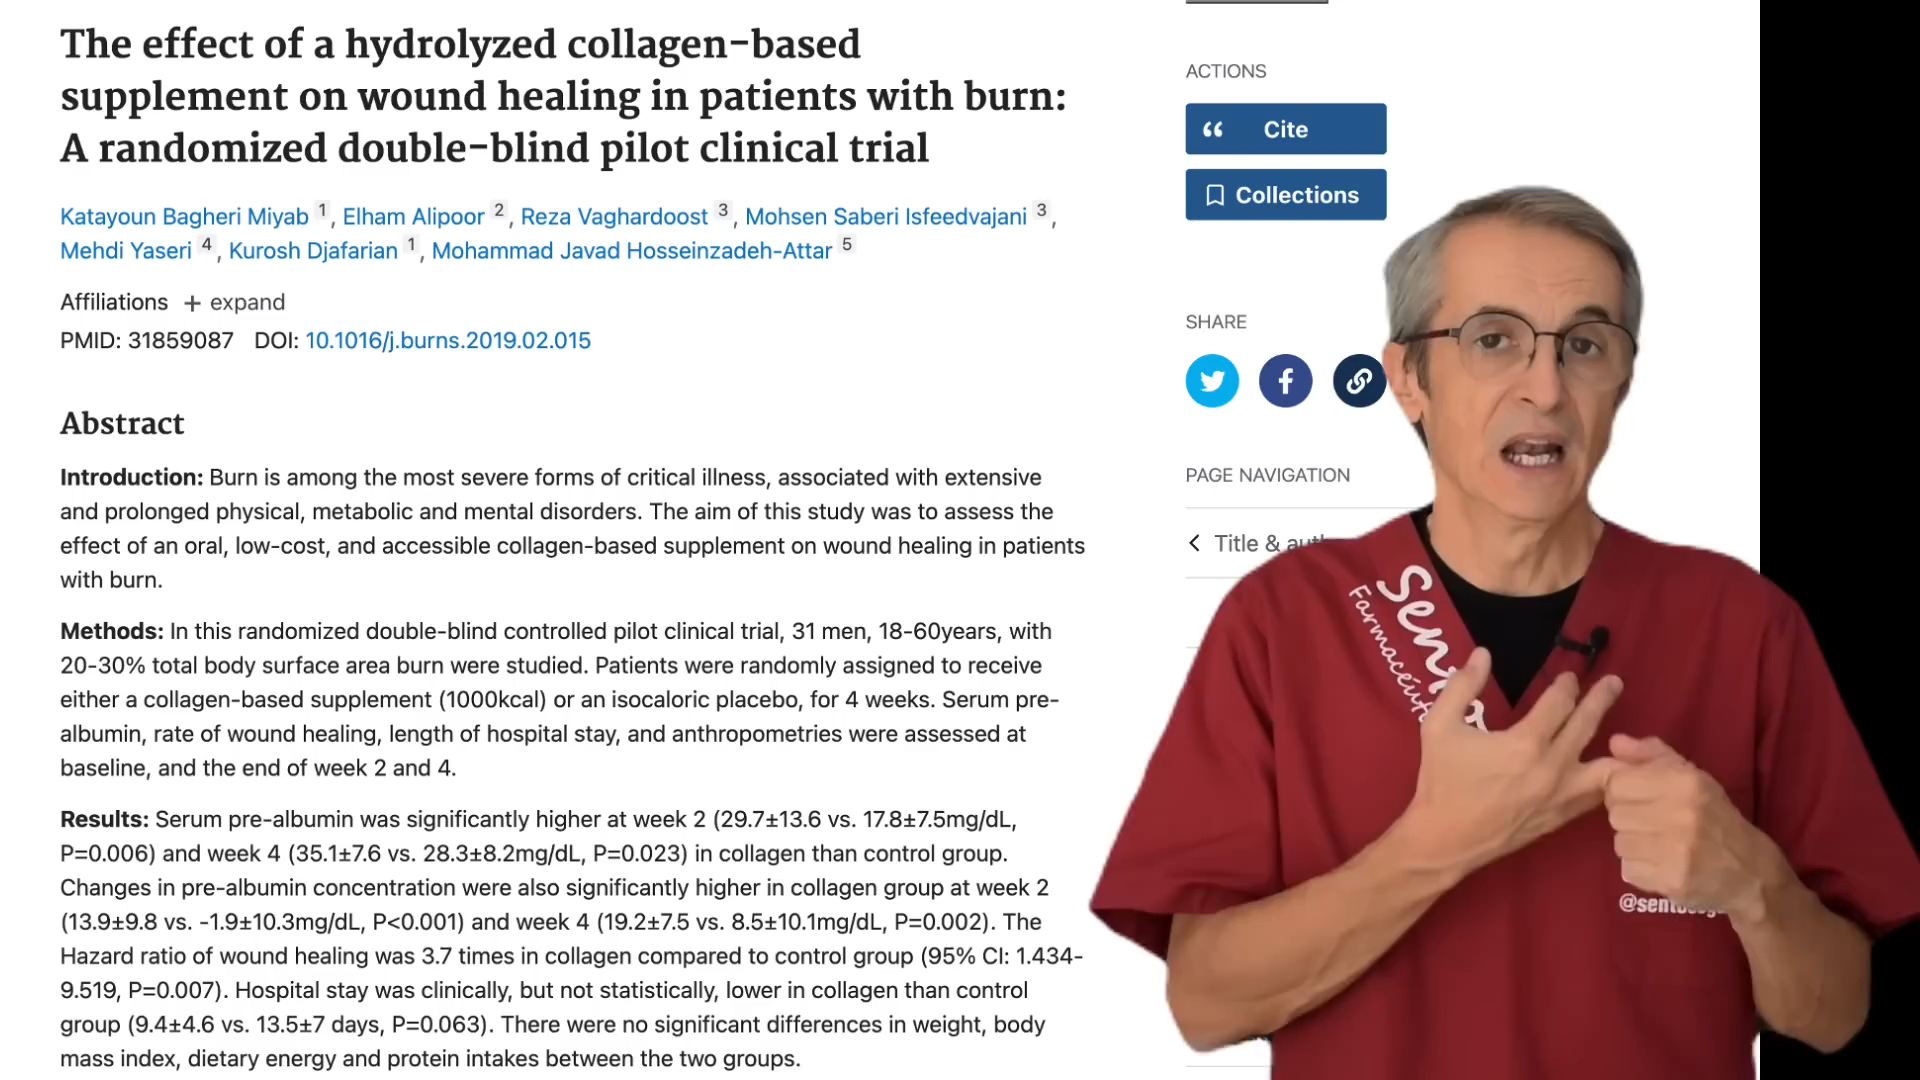 The effect of a hydrolyzed collagen-based
supplement on wound healing in patients with burn:
A randomized double-blind pilot clinical trial
Katayoun Bagheri Miyab 1, Elham Alipoor 2, Reza Vaghardoost 3, Mohsen Saberi Isfeedvajani 3,
Mehdi Yaseri 4, Kurosh Djafarian 1, Mohammad Javad Hosseinzadeh-Attar 5
Affiliations + expand
PMID: 31859087 DOI: 10.1016/j.burns.2019.02.015
Abstract
Introduction: Burn is among the most severe forms of critical illness, associated with extensive
and prolonged physical, metabolic and mental disorders. The aim of this study was to assess the
effect of an oral, low-cost, and accessible collagen-based supplement on wound healing in patients
with burn.
Methods: In this randomized double-blind controlled pilot clinical trial, 31 men, 18-60years, with
20-30% total body surface area burn were studied. Patients were randomly assigned to receive
either a collagen-based supplement (1000kcal) or an isocaloric placebo, for 4 weeks. Serum pre-
albumin, rate of wound healing, length of hospital stay, and anthropometries were assessed at
baseline, and the end of week 2 and 4.
Results: Serum pre-albumin was significantly higher at week 2 (29.7±13.6 vs. 17.8±7.5mg/dL,
P=0.006) and week 4 (35.1±7.6 vs. 28.3±8.2mg/dL, P=0.023) in collagen than control group.
Changes in pre-albumin concentration were also significantly higher in collagen group at week 2
(13.9±9.8 vs. -1.9±10.3mg/dL, P<0.001) and week 4 (19.2±7.5 vs. 8.5±10.1mg/dL, P=0.002). The
Hazard ratio of wound healing was 3.7 times in collagen compared to control group (95% CI: 1.434-
9.519, P=0.007). Hospital stay was clinically, but not statistically, lower in collagen than control
group (9.4±4.6 vs. 13.5±7 days, P=0.063). There were no significant differences in weight, body
mass index, dietary energy and protein intakes between the two groups.
ACTIONS
Cite
Collections
SHARE
PAGE NAVIGATION
Title &